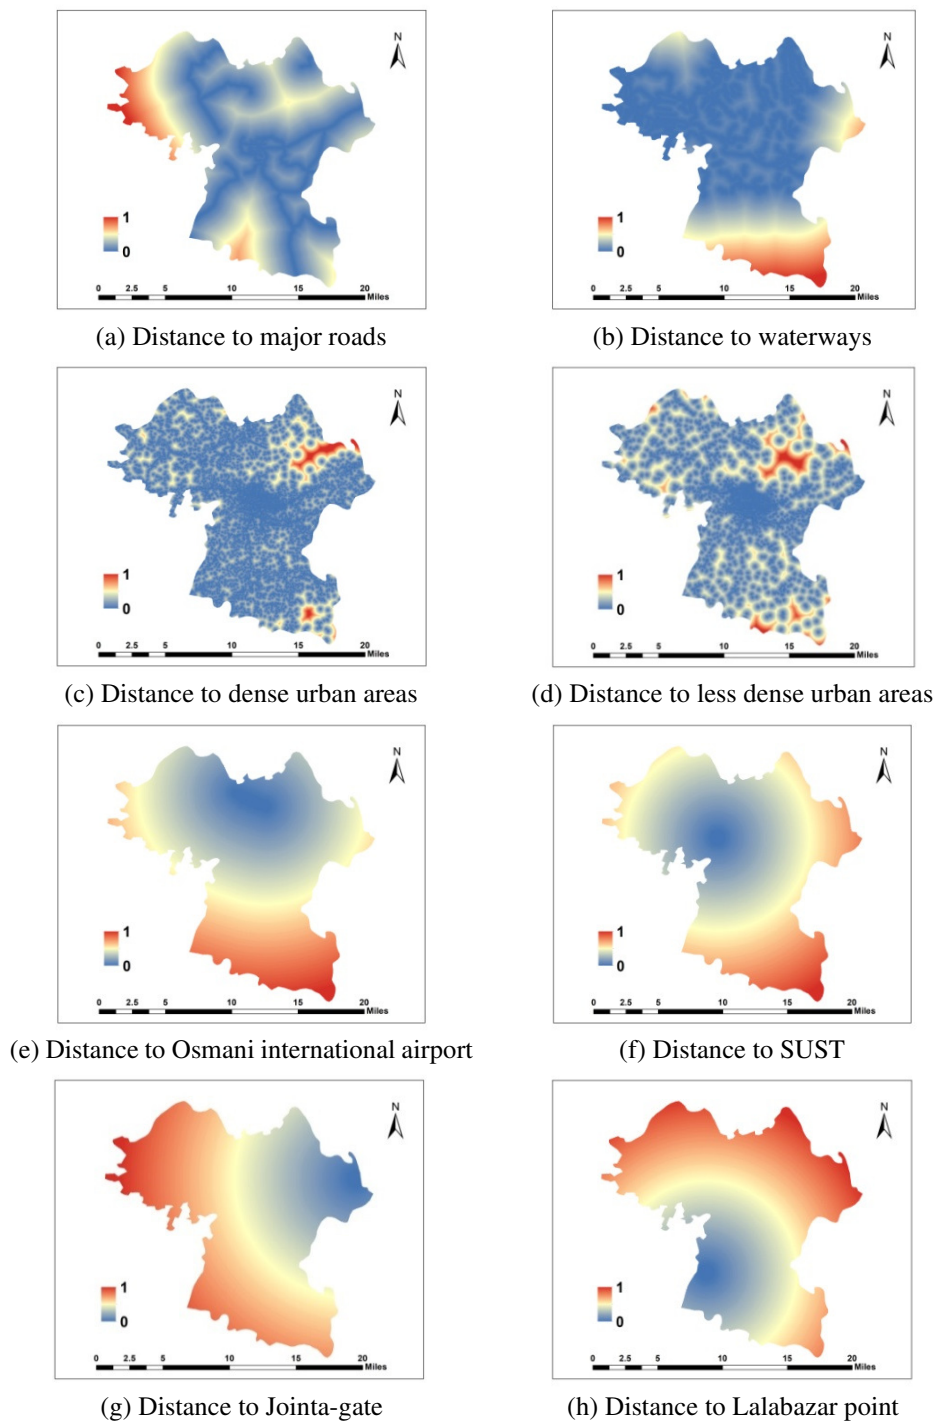 N N
1 1
0 0
0 2.5 5 10 15 20 Miles 0 2.5 5 10 15 20 Miles
(a) Distance to major roads (b) Distance to waterways
N N
1 1
0 0
0 2.5 5 10 15 20 Miles 0 2.5 5 10 15 20 Miles
(c) Distance to dense urban areas (d) Distance to less dense urban areas
N N
1 1
0 0
0 2.5 5 10 15 20 Miles 0 2.5 5 10 15 20 Miles
(e) Distance to Osmani international airport (f) Distance to SUST
N N
1 1
0 0
0 2.5 5 10 15 20 Miles 0 2.5 5 10 15 20 Miles
(g) Distance to Jointa-gate (h) Distance to Lalabazar point